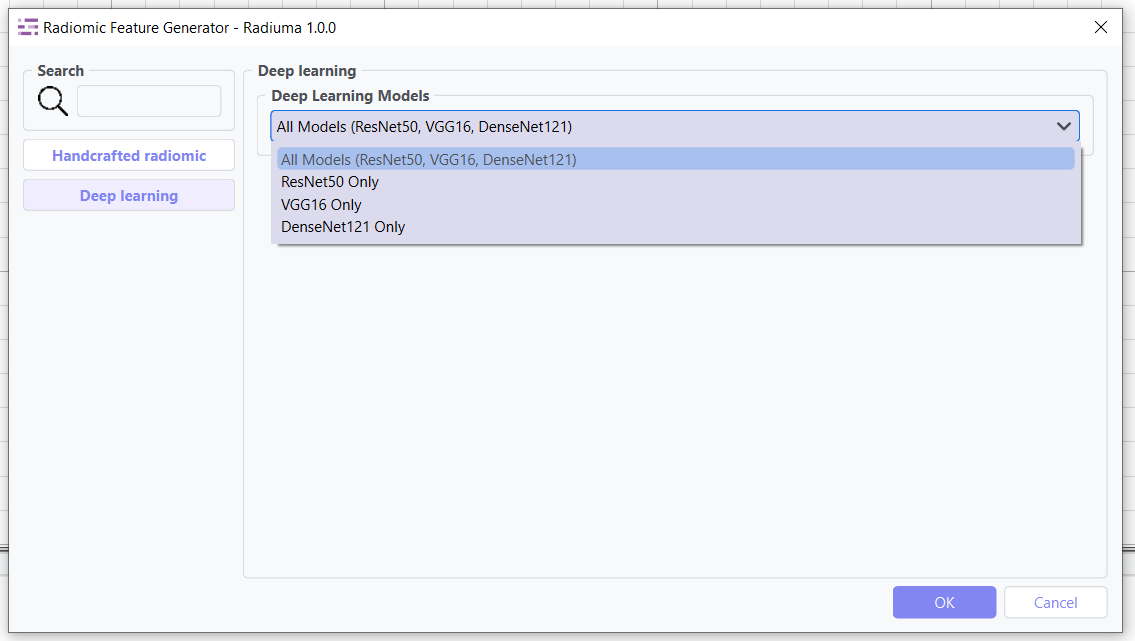 Radiomic Feature Generator - Radiuma 1.0.0
Search
Handcrafted radiomic
Deep learning
Deep learning
Deep Learning Models
All Models (ResNet50, VGG16, DenseNet121)
All Models (ResNet50, VGG16, DenseNet121)
ResNet50 Only
VGG16 Only
DenseNet121 Only
OK
Cancel